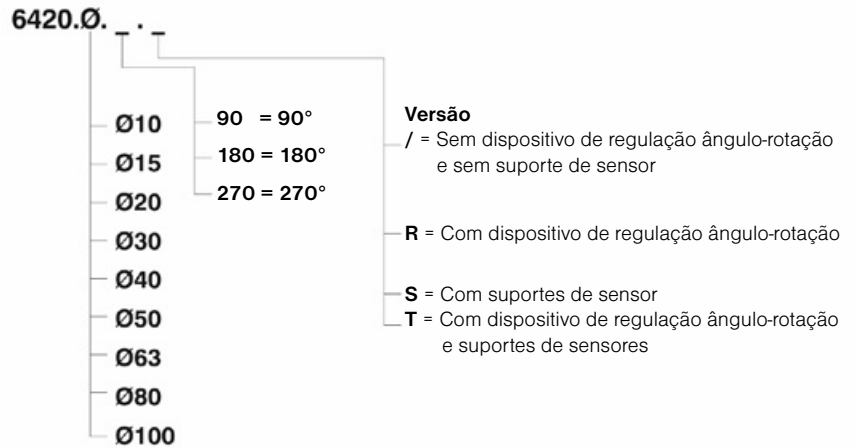 6420.Ø. _ . _
Ø10
Ø15
Ø20
Ø30
Ø40
Ø50
Ø63
Ø80
Ø100
90 = 90°
180 = 180°
270 = 270°
Versão
/ = Sem dispositivo de regulação ângulo-rotação
e sem suporte de sensor
R = Com dispositivo de regulação ângulo-rotação
S = Com suportes de sensor
T = Com dispositivo de regulação ângulo-rotação
e suportes de sensores